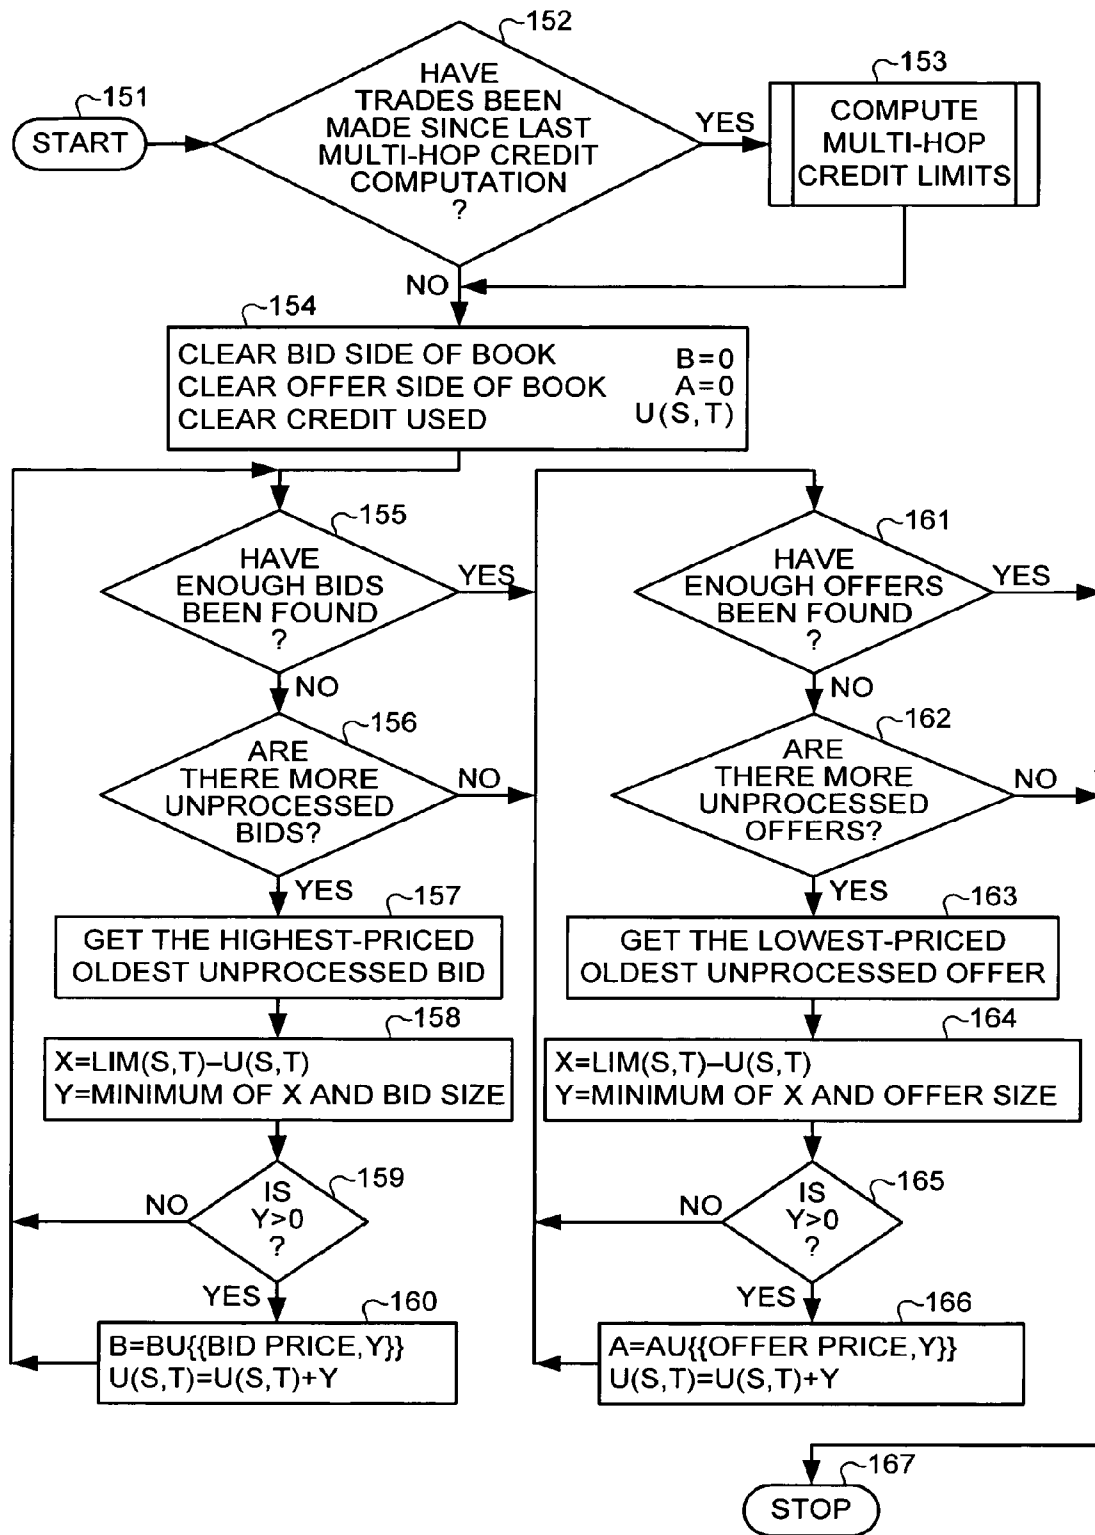 152
HAVE
TRADES BEEN
MADE SINCE LAST
MULTI-HOP CREDIT
COMPUTATION
?
151
START
YES
153
COMPUTE
MULTI-HOP
CREDIT LIMITS
NO
154
CLEAR BID SIDE OF BOOK B=0
CLEAR OFFER SIDE OF BOOK A=0
CLEAR CREDIT USED U(S,T)
155
HAVE
ENOUGH BIDS
BEEN FOUND
?
YES
NO
156
ARE
THERE MORE
UNPROCESSED
BIDS?
NO
YES
157
GET THE HIGHEST-PRICED
OLDEST UNPROCESSED BID
158
X=LIM(S,T)–U(S,T)
Y=MINIMUM OF X AND BID SIZE
159
IS
Y>0
?
NO
YES
160
B=BU{{BID PRICE,Y}}
U(S,T)=U(S,T)+Y
161
HAVE
ENOUGH OFFERS
BEEN FOUND
?
YES
NO
162
ARE
THERE MORE
UNPROCESSED
OFFERS?
NO
YES
163
GET THE LOWEST-PRICED
OLDEST UNPROCESSED OFFER
164
X=LIM(S,T)–U(S,T)
Y=MINIMUM OF X AND OFFER SIZE
165
IS
Y>0
?
NO
YES
166
A=AU{{OFFER PRICE,Y}}
U(S,T)=U(S,T)+Y
167
STOP